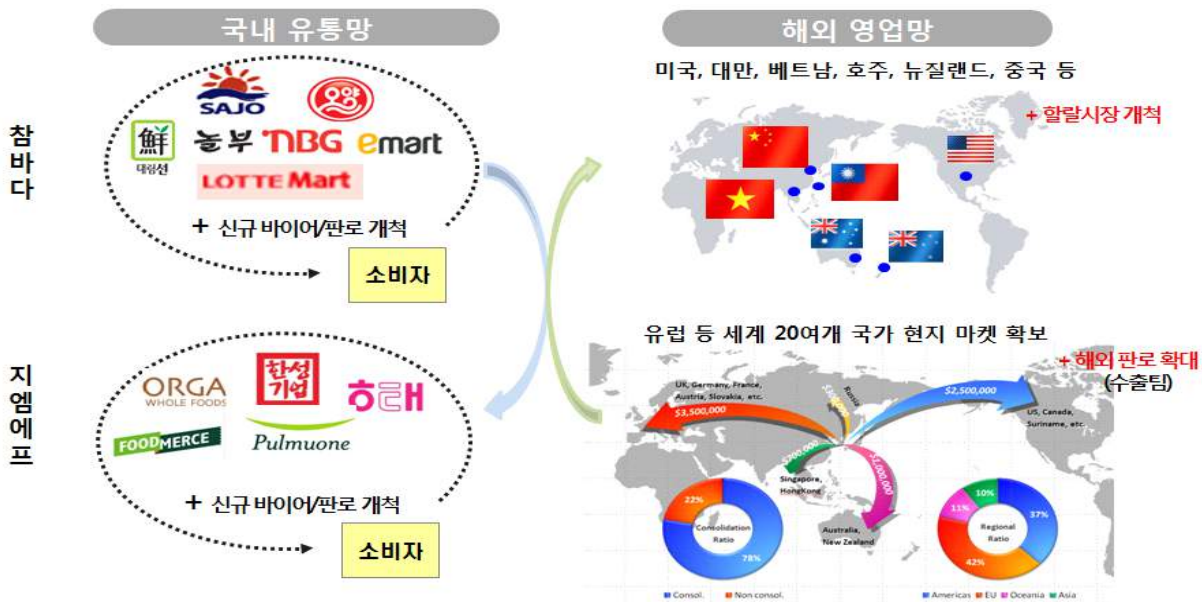 국내 유통망
해외 영업망
참바다
SAJO
오양
鮮
대림선
놀부 NBG emart
LOTTE Mart
+ 신규 바이어/판로 개척
소비자
미국, 대만, 베트남, 호주, 뉴질랜드, 중국 등
+ 할랄시장 개척
지엠에프
ORGA
WHOLE FOODS
한성기업
해태
FOODMERCE
Pulmuone
+ 신규 바이어/판로 개척
소비자
유럽 등 세계 20여개 국가 현지 마켓 확보
+ 해외 판로 확대
(수출팀)
UK, Germany, France,
Austria, Slovakia, etc.
$3,500,000
Russia
$2,500,000
US, Canada,
Suriname, etc.
$700,000
Singapore,
HongKong
$1,000,000
Australia,
New Zealand
22%
Consolidation
Ratio
78%
Consol.
Non consol.
10%
11%
37%
Regional
Ratio
42%
Americas
EU
Oceania
Asia